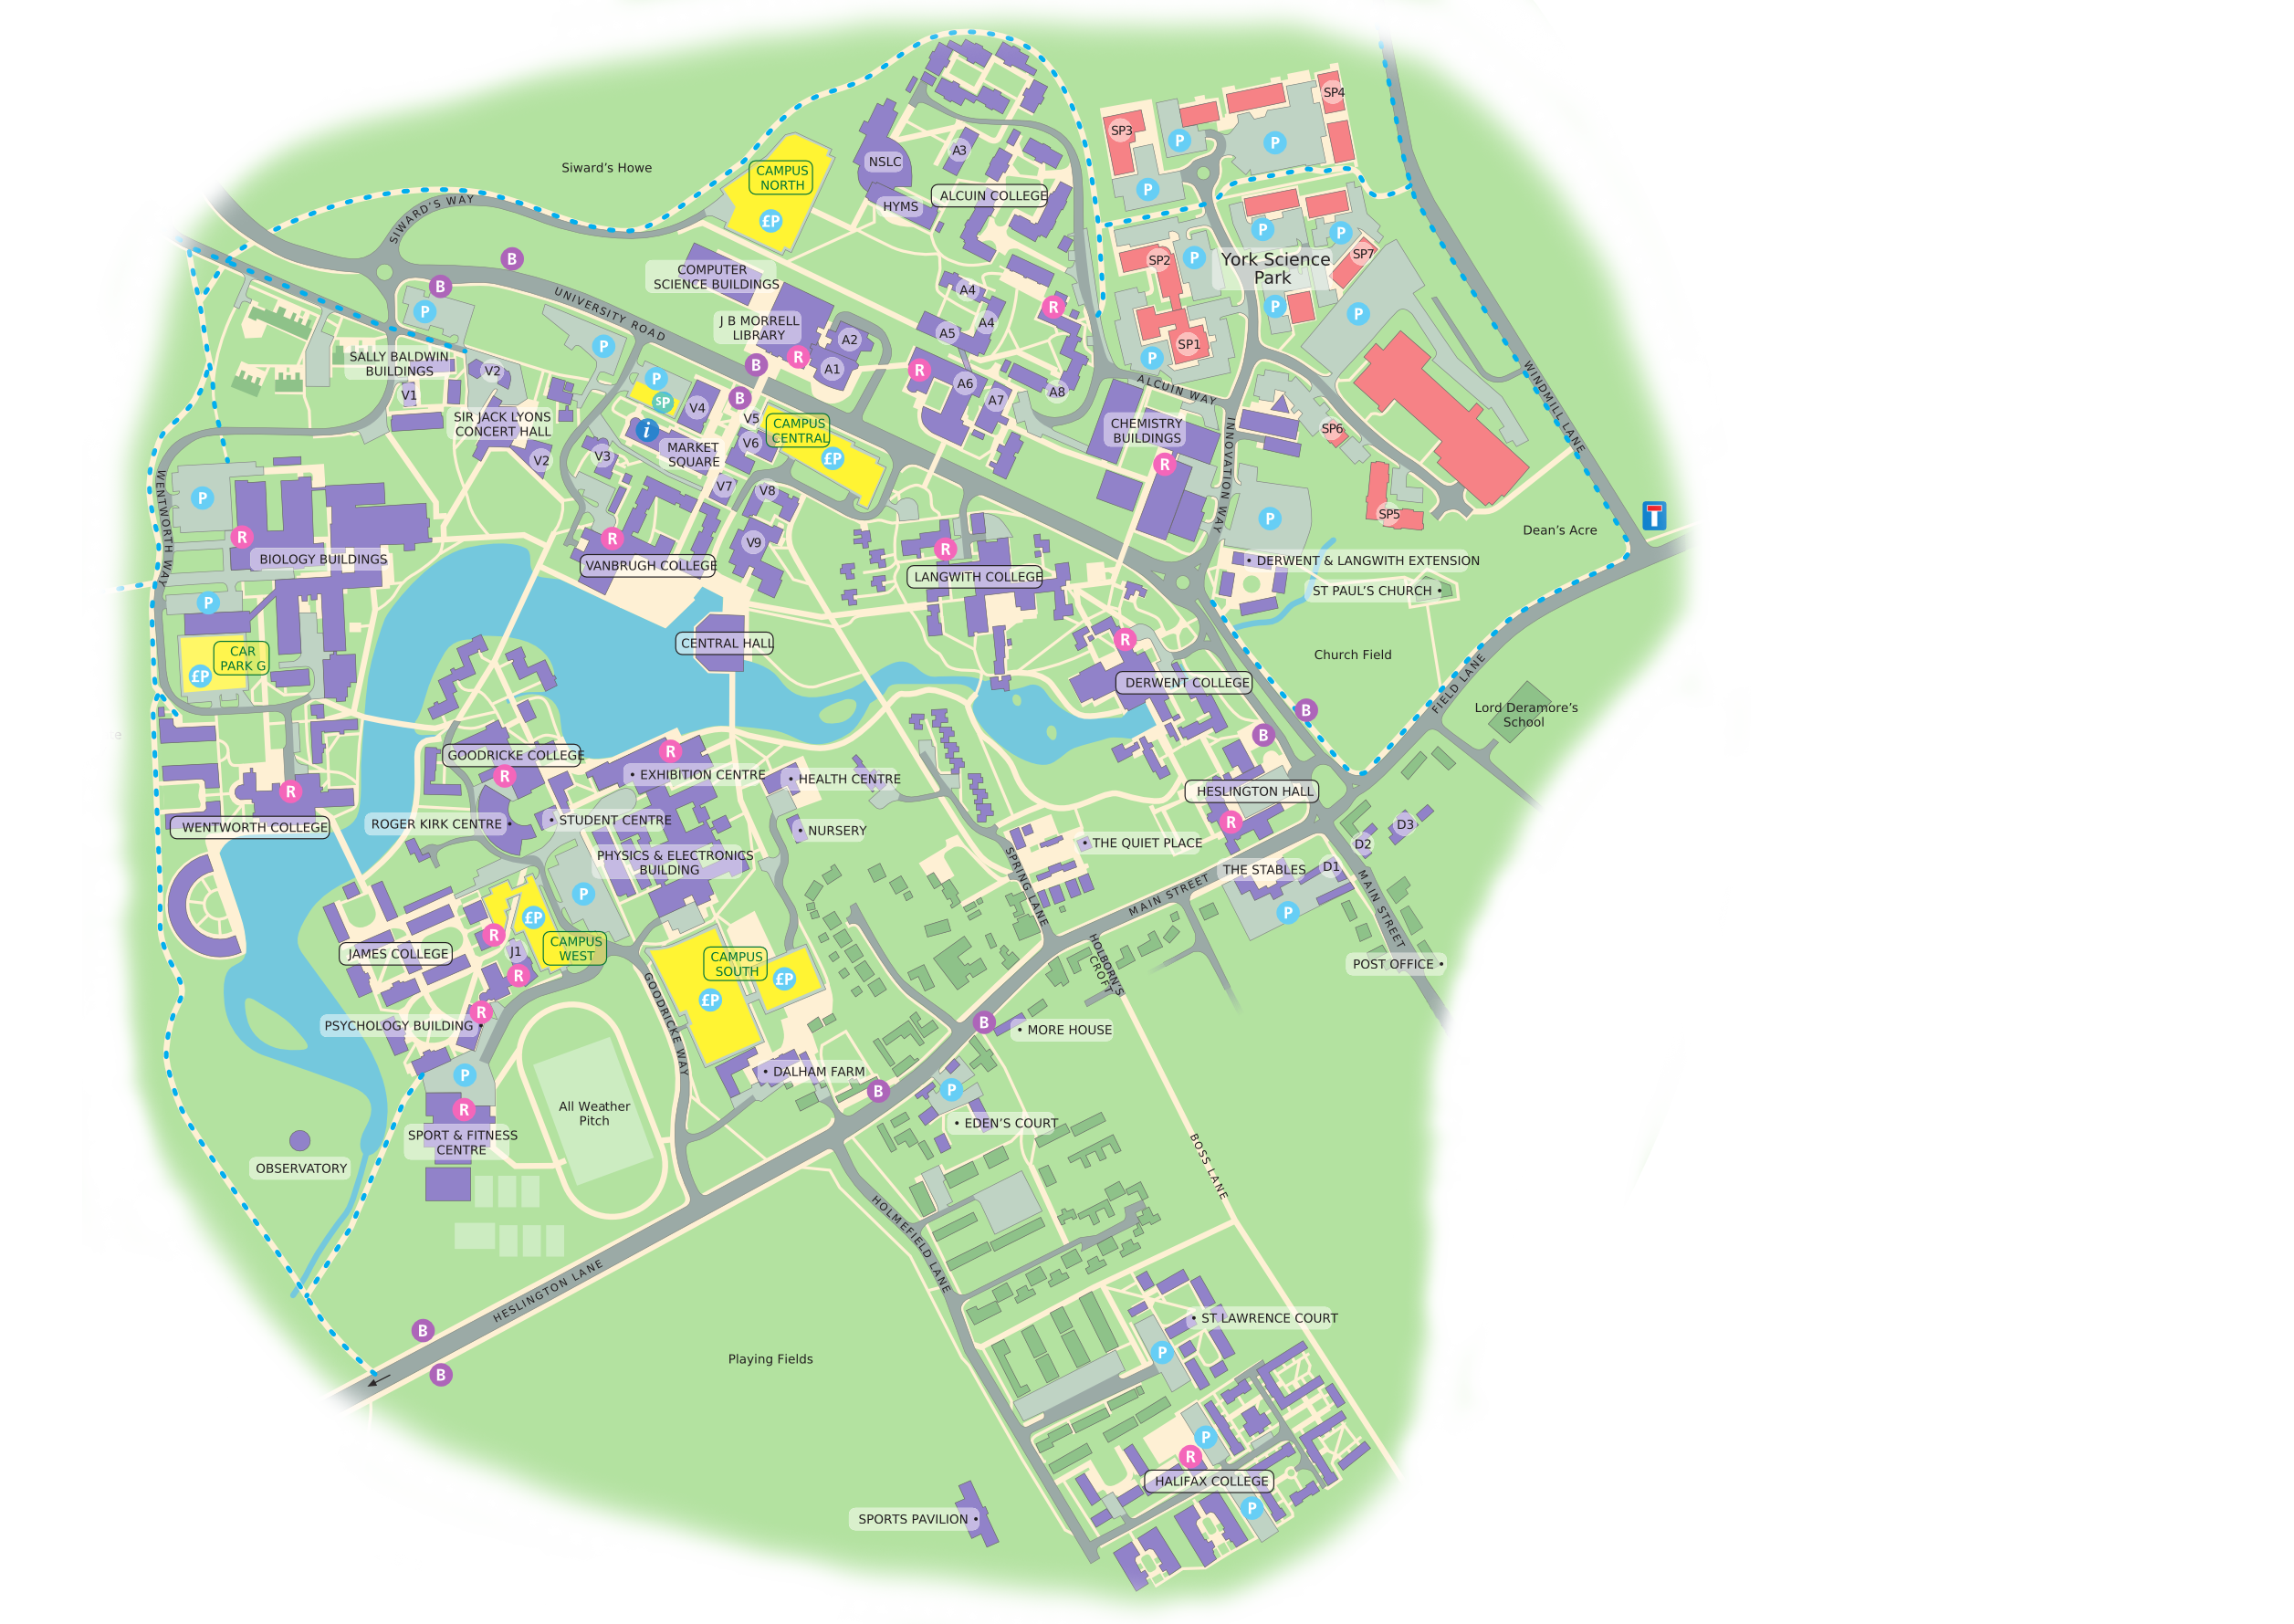 SP4
SP3
P
P
P
A3
NSLC
Siward's Howe
CAMPUS
NORTH
£P
ALCUIN COLLEGE
HYMS
SIWARD'S WAY
P
P
SP7
SP2
P
York Science
Park
B
B
COMPUTER
SCIENCE BUILDINGS
A4
A4
R
P
P
P
UNIVERSITY ROAD
J B MORRELL
LIBRARY
A2
A5
SP1
P
P
SALLY BALDWIN
BUILDINGS
V2
B
R
A1
R
A6
A7
A8
ALCUIN WAY
WINDMILL LANE
V1
P
SP
V4
B
V5
SIR JACK LYONS
CONCERT HALL
i
MARKET
SQUARE
V6
CAMPUS
CENTRAL
£P
CHEMISTRY
BUILDINGS
SP6
V2
V3
V7
V8
R
INNOVATION WAY
WENTWORTH WAY
P
P
SP5
T
Dean's Acre
R
BIOLOGY BUILDINGS
R
VANBRUGH COLLEGE
V9
R
LANGWITH COLLEGE
• DERWENT & LANGWITH EXTENSION
ST PAUL'S CHURCH •
P
CENTRAL HALL
R
Church Field
CAR
PARK G
£P
DERWENT COLLEGE
FIELD LANE
B
B
Lord Deramore's
School
GOODRICKE COLLEGE
R
R
• EXHIBITION CENTRE
• HEALTH CENTRE
R
HESLINGTON HALL
WENTWORTH COLLEGE
ROGER KIRK CENTRE •
• STUDENT CENTRE
• NURSERY
R
D3
D2
• THE QUIET PLACE
PHYSICS & ELECTRONICS
BUILDING
SPRING LANE
THE STABLES
D1
P
£P
MAIN STREET
P
MAIN STREET
R
J1
CAMPUS
WEST
JAMES COLLEGE
CAMPUS
SOUTH
£P
£P
HOLBORN'S
CROFT
POST OFFICE •
R
R
PSYCHOLOGY BUILDING •
GOODRICKE WAY
B
• MORE HOUSE
P
• DALHAM FARM
B
P
R
All Weather
Pitch
• EDEN'S COURT
SPORT & FITNESS
CENTRE
OBSERVATORY
BOSS LANE
HOLMEFIELD LANE
HESLINGTON LANE
B
B
• ST LAWRENCE COURT
P
Playing Fields
P
R
HALIFAX COLLEGE
P
SPORTS PAVILION •